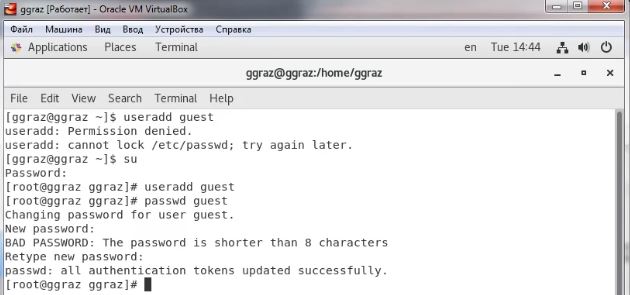 ggraz [Работает] - Oracle VM VirtualBox
Файл Машина Вид Ввод Устройства Справка
Applications Places Terminal en Tue 14:44
ggraz@ggraz:/home/ggraz
File Edit View Search Terminal Help
[ggraz@ggraz ~]$ useradd guest
useradd: Permission denied.
useradd: cannot lock /etc/passwd; try again later.
[ggraz@ggraz ~]$ su
Password:
[root@ggraz ggraz]# useradd guest
[root@ggraz ggraz]# passwd guest
Changing password for user guest.
New password:
BAD PASSWORD: The password is shorter than 8 characters
Retype new password:
passwd: all authentication tokens updated successfully.
[root@ggraz ggraz]#